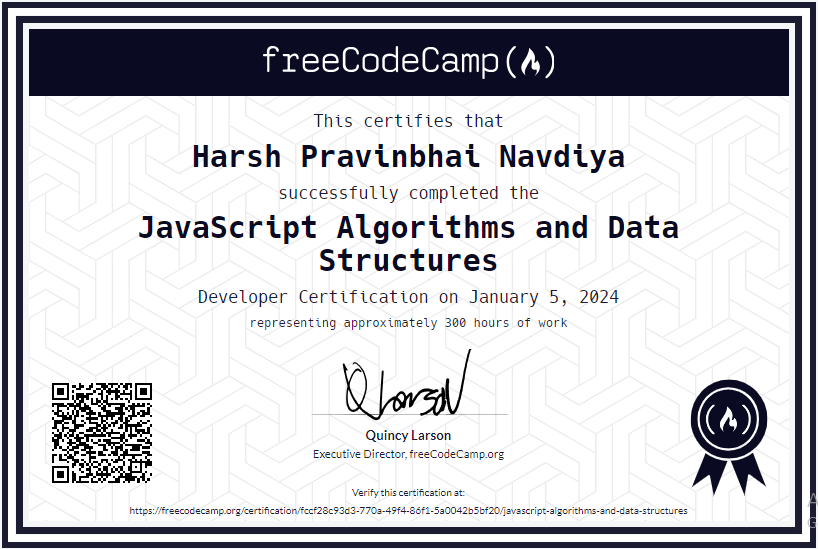 freeCodeCamp
This certifies that
Harsh Pravinbhai Navdiya
successfully completed the
JavaScript Algorithms and Data
Structures
Developer Certification on January 5, 2024
representing approximately 300 hours of work
Quincy Larson
Executive Director, freeCodeCamp.org
Verify this certification at:
https://freecodecamp.org/certification/fccf28c93d3-770a-49f4-86f1-5a0042b5bf20/javascript-algorithms-and-data-structures